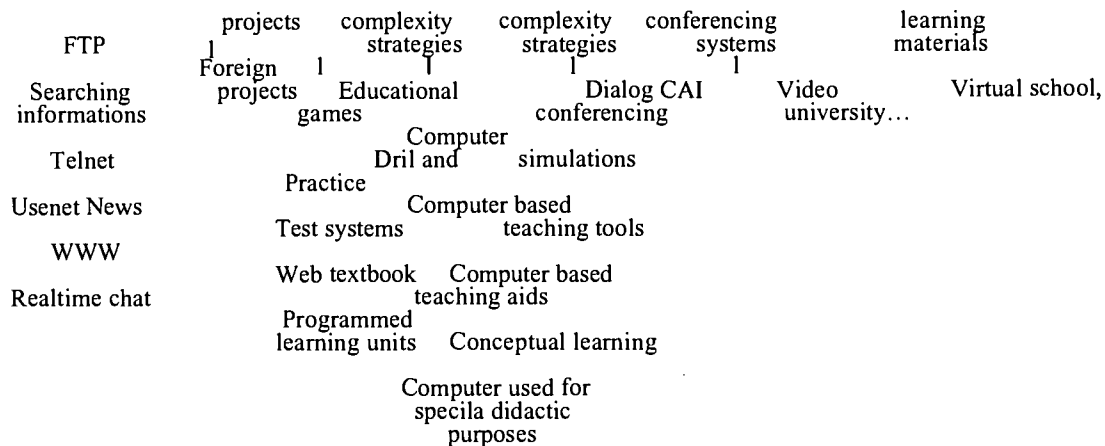 projects complexity complexity conferencing learning
FTP strategies strategies systems materials
Foreign
Searching projects Educational Dialog CAI Video Virtual school,
informations games conferencing university...
Computer
Telnet Dril and simulations
Practice
Usenet News Computer based
Test systems teaching tools
WWW
Web textbook Computer based
Realtime chat teaching aids
Programmed
learning units Conceptual learning
Computer used for
specila didactic
purposes